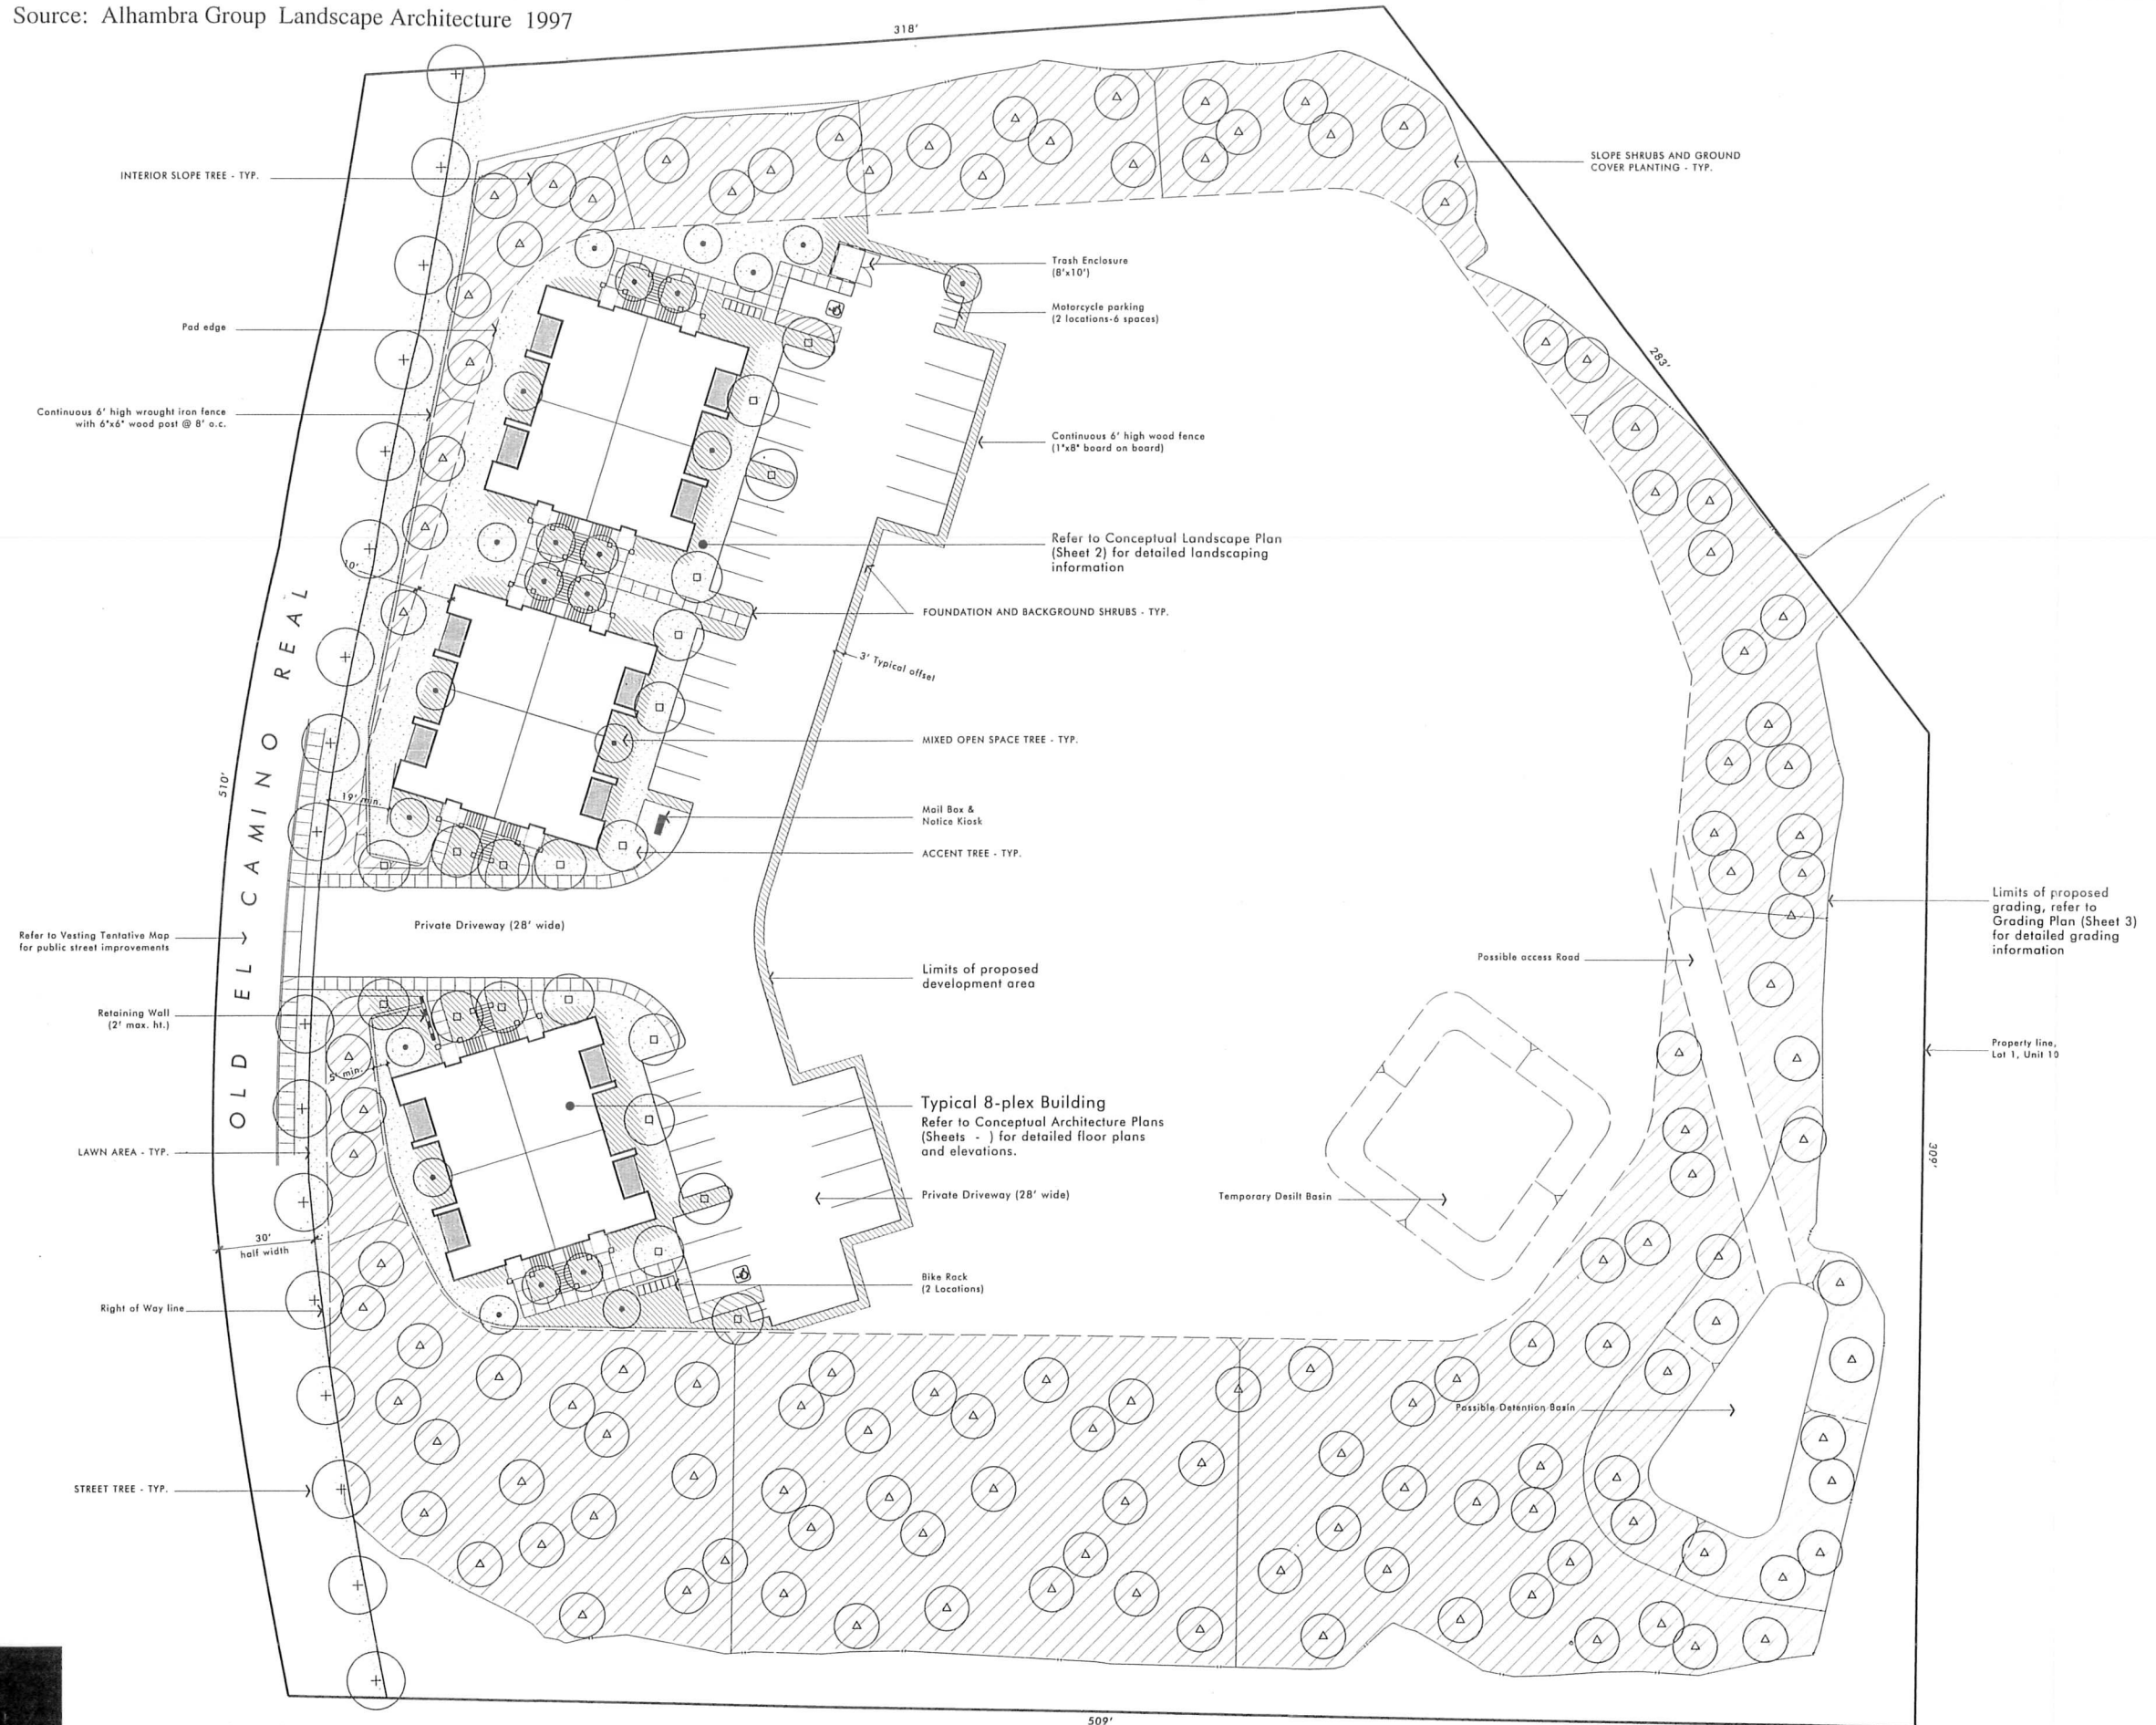 Source: Alhambra Group Landscape Architecture 1997
318'
INTERIOR SLOPE TREE - TYP.
SLOPE SHRUBS AND GROUND
COVER PLANTING - TYP.
Trash Enclosure
(8'x10')
Motorcycle parking
(2 locations-6 spaces)
Pad edge
283'
Continuous 6' high wrought iron fence
with 6"x6" wood post @ 8' o.c.
Continuous 6' high wood fence
(1"x8" board on board)
Refer to Conceptual Landscape Plan
(Sheet 2) for detailed landscaping
information
10'
FOUNDATION AND BACKGROUND SHRUBS - TYP.
3' Typical offset
MIXED OPEN SPACE TREE - TYP.
510'
OLD EL CAMINO REAL
19' min.
Mail Box &
Notice Kiosk
ACCENT TREE - TYP.
Private Driveway (28' wide)
Refer to Vesting Tentative Map
for public street improvements
Limits of proposed
grading, refer to
Grading Plan (Sheet 3)
for detailed grading
information
Possible access Road
Limits of proposed
development area
Retaining Wall
(2' max. ht.)
Property line,
Lot 1, Unit 10
5' min.
Typical 8-plex Building
Refer to Conceptual Architecture Plans
(Sheets - ) for detailed floor plans
and elevations.
LAWN AREA - TYP.
309'
Private Driveway (28' wide)
Temporary Desilt Basin
30'
half width
Bike Rack
(2 Locations)
Right of Way line
Possible Detention Basin
STREET TREE - TYP.
509'